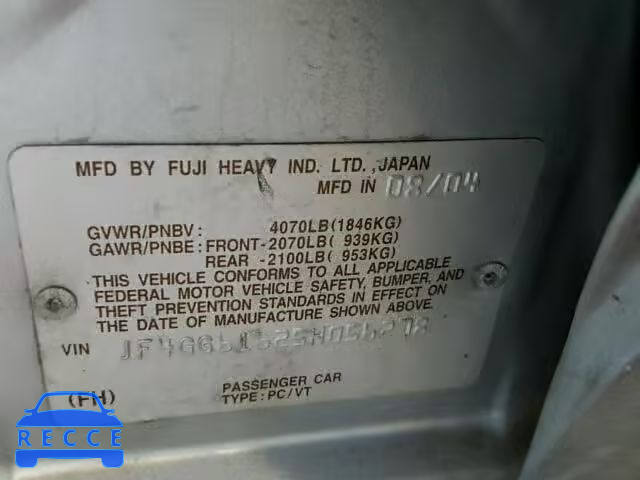 MFD BY FUJI HEAVY IND. LTD. ,JAPAN
MFD IN 08/04
GVWR/PNBV : 4070LB(1846KG)
GAWR/PNBE : FRONT-2070LB( 939KG)
REAR -2100LB( 953KG)
THIS VEHICLE CONFORMS TO ALL APPLICABLE
FEDERAL MOTOR VEHICLE SAFETY, BUMPER, AND
THEFT PREVENTION STANDARDS IN EFFECT ON
THE DATE OF MANUFACTURE SHOWN ABOVE.
VIN
PASSENGER CAR
(FH) TYPE : PC/VT
RECCE